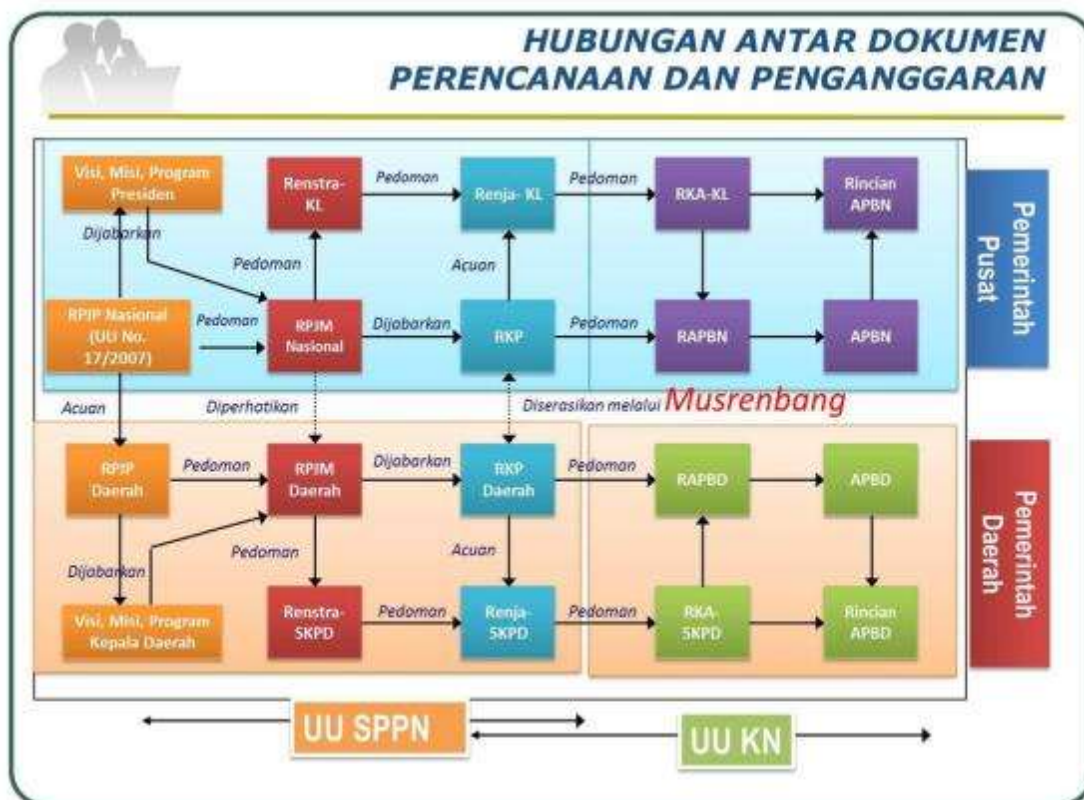 HUBUNGAN ANTAR DOKUMEN
PERENCANAAN DAN PENGANGGARAN
Visi, Misi, Program
Presiden
Renstra-
KL
Pedoman
Renja- KL
Pedoman
RKA-KL
Rincian
APBN
Dijabarkan
Pedoman
Acuan
RPJP Nasional
(UU No.
17/2007)
Pedoman
RPJM
Nasional
Dijabarkan
RKP
Pedoman
RAPBN
APBN
Pemerintah
Pusat
Acuan
Diperhatikan
Diserasikan melalui Musrenbang
RPJP
Daerah
Pedoman
RPJM
Daerah
Dijabarkan
RKP
Daerah
Pedoman
RAPBD
APBD
Dijabarkan
Pedoman
Acuan
Visi, Misi, Program
Kepala Daerah
Renstra-
SKPD
Pedoman
Renja-
SKPD
Pedoman
RKA-
SKPD
Rincian
APBD
Pemerintah
Daerah
UU SPPN
UU KN